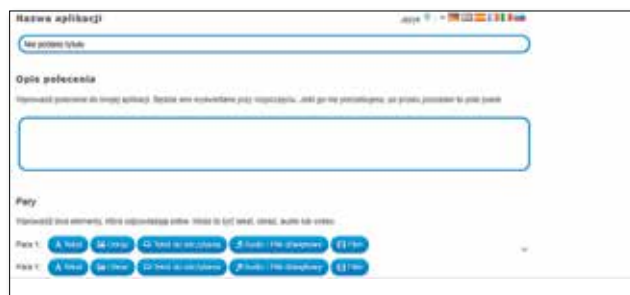 Nazwa aplikacji
Język
Nie podano tytułu
Opis polecenia
Wprowadź polecenie do swojej aplikacji. Będzie ono wyświetlane przy rozpoczęciu. Jeśli go nie potrzebujesz, po prostu pozostaw to pole puste
Pary
Wprowadź dwa elementy, które odpowiadają sobie. Może to być tekst, obraz, audio lub wideo.
Para 1: Tekst Obraz Tekst do odczytania Audio / Plik dźwiękowy Film
Para 1: Tekst Obraz Tekst do odczytania Audio / Plik dźwiękowy Film